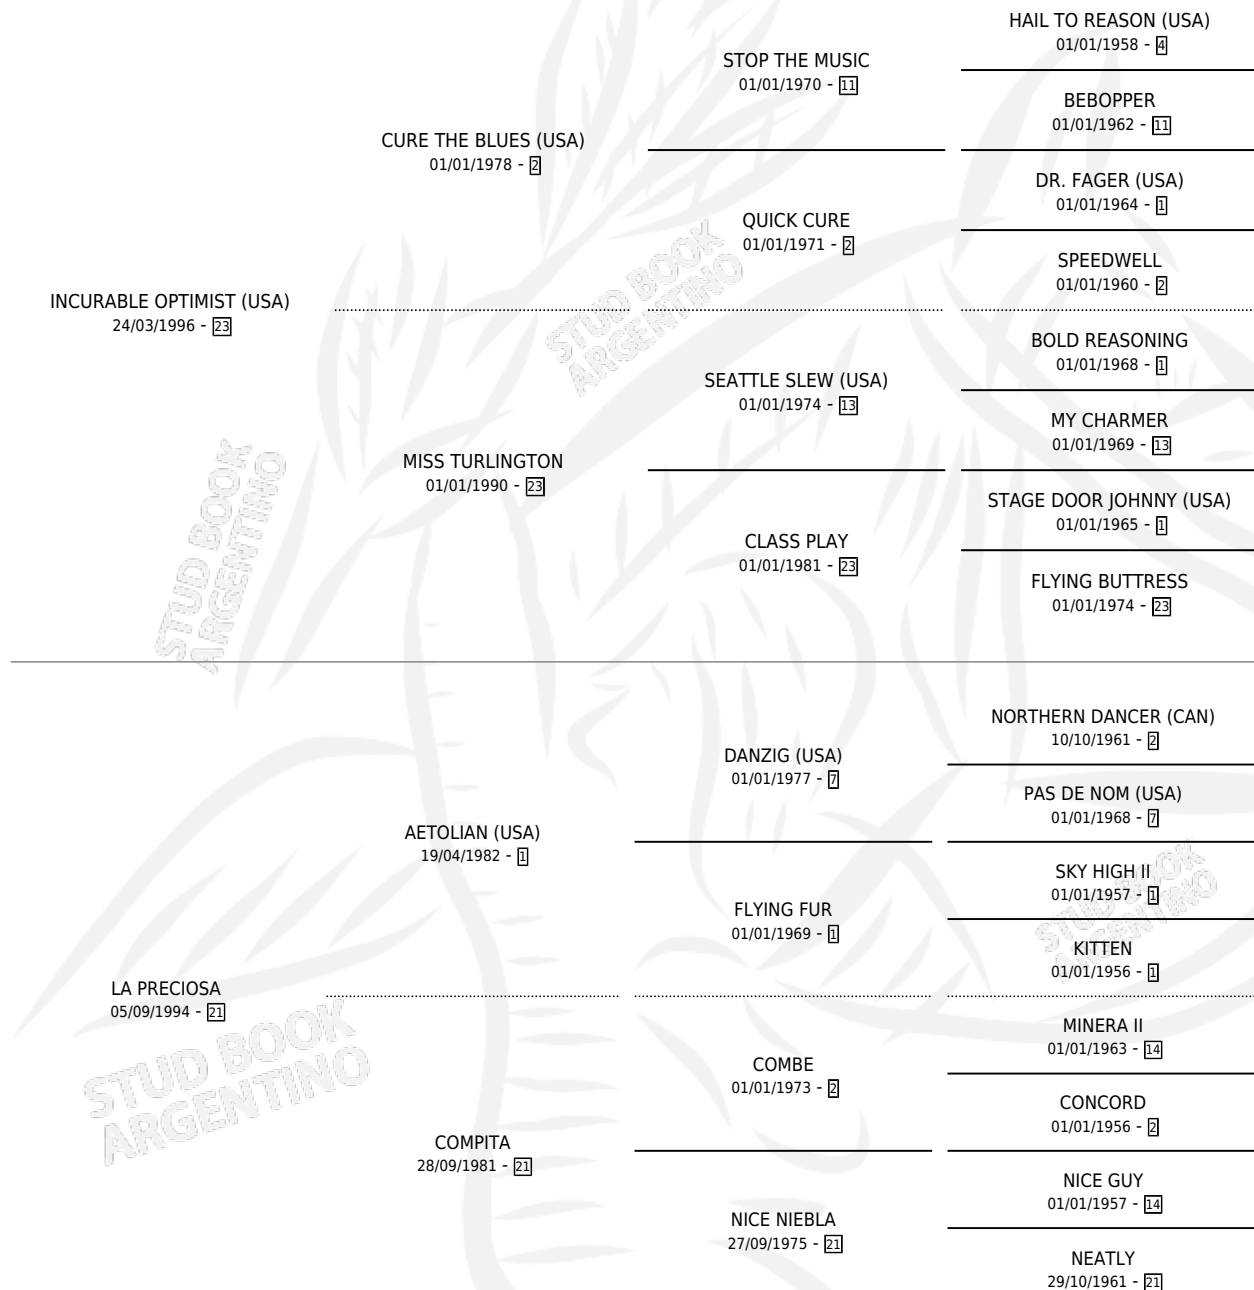 INCURABLE OPTIMIST (USA)
24/03/1996 - 23
CURE THE BLUES (USA)
01/01/1978 - 2
STOP THE MUSIC
01/01/1970 - 11
HAIL TO REASON (USA)
01/01/1958 - 4
BEBOPPER
01/01/1962 - 11
QUICK CURE
01/01/1971 - 2
DR. FAGER (USA)
01/01/1964 - 1
SPEEDWELL
01/01/1960 - 2
MISS TURLINGTON
01/01/1990 - 23
SEATTLE SLEW (USA)
01/01/1974 - 13
BOLD REASONING
01/01/1968 - 1
MY CHARMER
01/01/1969 - 13
CLASS PLAY
01/01/1981 - 23
STAGE DOOR JOHNNY (USA)
01/01/1965 - 1
FLYING BUTTRESS
01/01/1974 - 23
LA PRECIOSA
05/09/1994 - 21
AETOLIAN (USA)
19/04/1982 - 1
DANZIG (USA)
01/01/1977 - 7
NORTHERN DANCER (CAN)
10/10/1961 - 2
PAS DE NOM (USA)
01/01/1968 - 7
FLYING FUR
01/01/1969 - 1
SKY HIGH II
01/01/1957 - 1
KITTEN
01/01/1956 - 1
COMPITA
28/09/1981 - 21
COMBE
01/01/1973 - 2
MINERA II
01/01/1963 - 14
CONCORD
01/01/1956 - 2
NICE NIEBLA
27/09/1975 - 21
NICE GUY
01/01/1957 - 14
NEATLY
29/10/1961 - 21
STUD BOOK
ARGENTINO
STUD BOOK
ARGENTINO
STUD BOOK
ARGENTINO
STUD BOOK
ARGENTINO